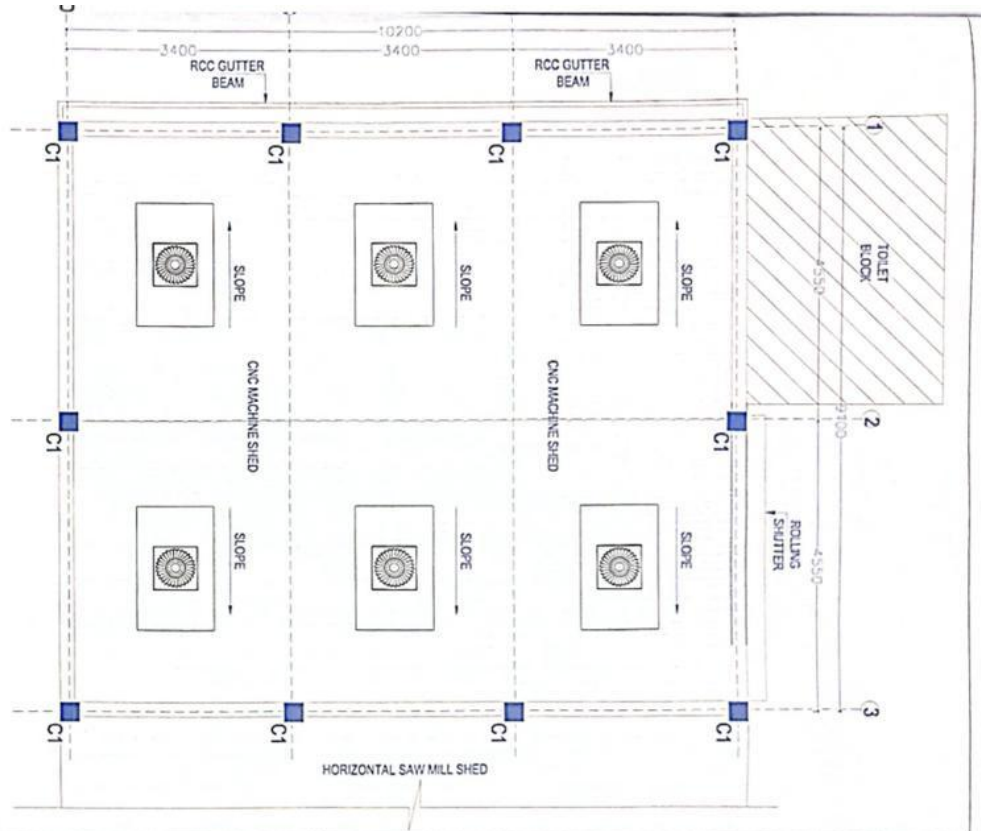 10200
3400
3400
3400
RCC GUTTER
BEAM
RCC GUTTER
BEAM
1
C1
C1
C1
C1
SLOPE
SLOPE
SLOPE
4550
TOILET
BLOCK
CNC MACHINE SHED
CNC MACHINE SHED
9100
2
C1
C1
SLOPE
SLOPE
SLOPE
ROLLING
SHUTTER
4550
3
C1
C1
C1
C1
HORIZONTAL SAW MILL SHED